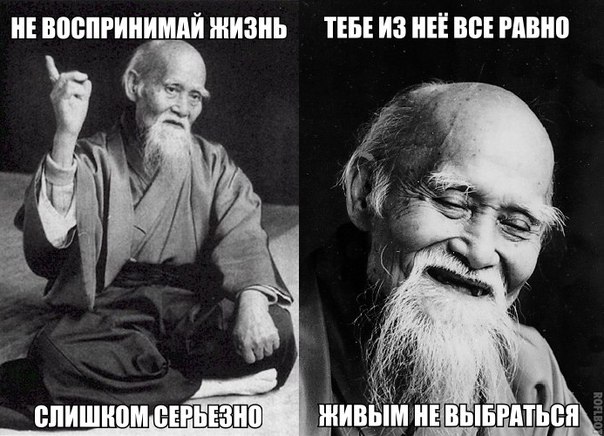 НЕ ВОСПРИНИМАЙ ЖИЗНЬ
СЛИШКОМ СЕРЬЕЗНО
ТЕБЕ ИЗ НЕЁ ВСЕ РАВНО
ЖИВЫМ НЕ ВЫБРАТЬСЯ